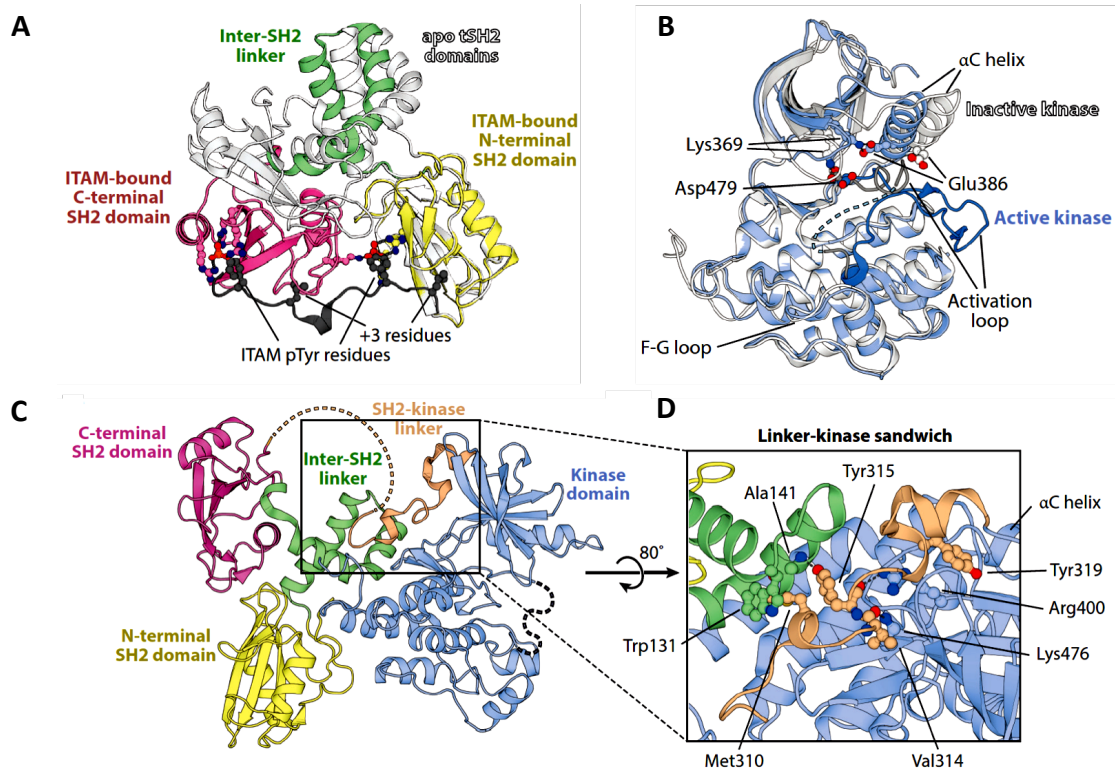 A
Inter-SH2
linker
apo tSH2
domains
ITAM-bound
N-terminal
SH2 domain
ITAM-bound
C-terminal
SH2 domain
+3 residues
ITAM pTyr residues
B
αC helix
Inactive kinase
Lys369
Asp479
Glu386
Active kinase
Activation
loop
F-G loop
C
SH2-kinase
linker
C-terminal
SH2 domain
Inter-SH2
linker
Kinase
domain
N-terminal
SH2 domain
80˚
D
Linker-kinase sandwich
Tyr315
Ala141
αC helix
Tyr319
Arg400
Trp131
Lys476
Met310
Val314